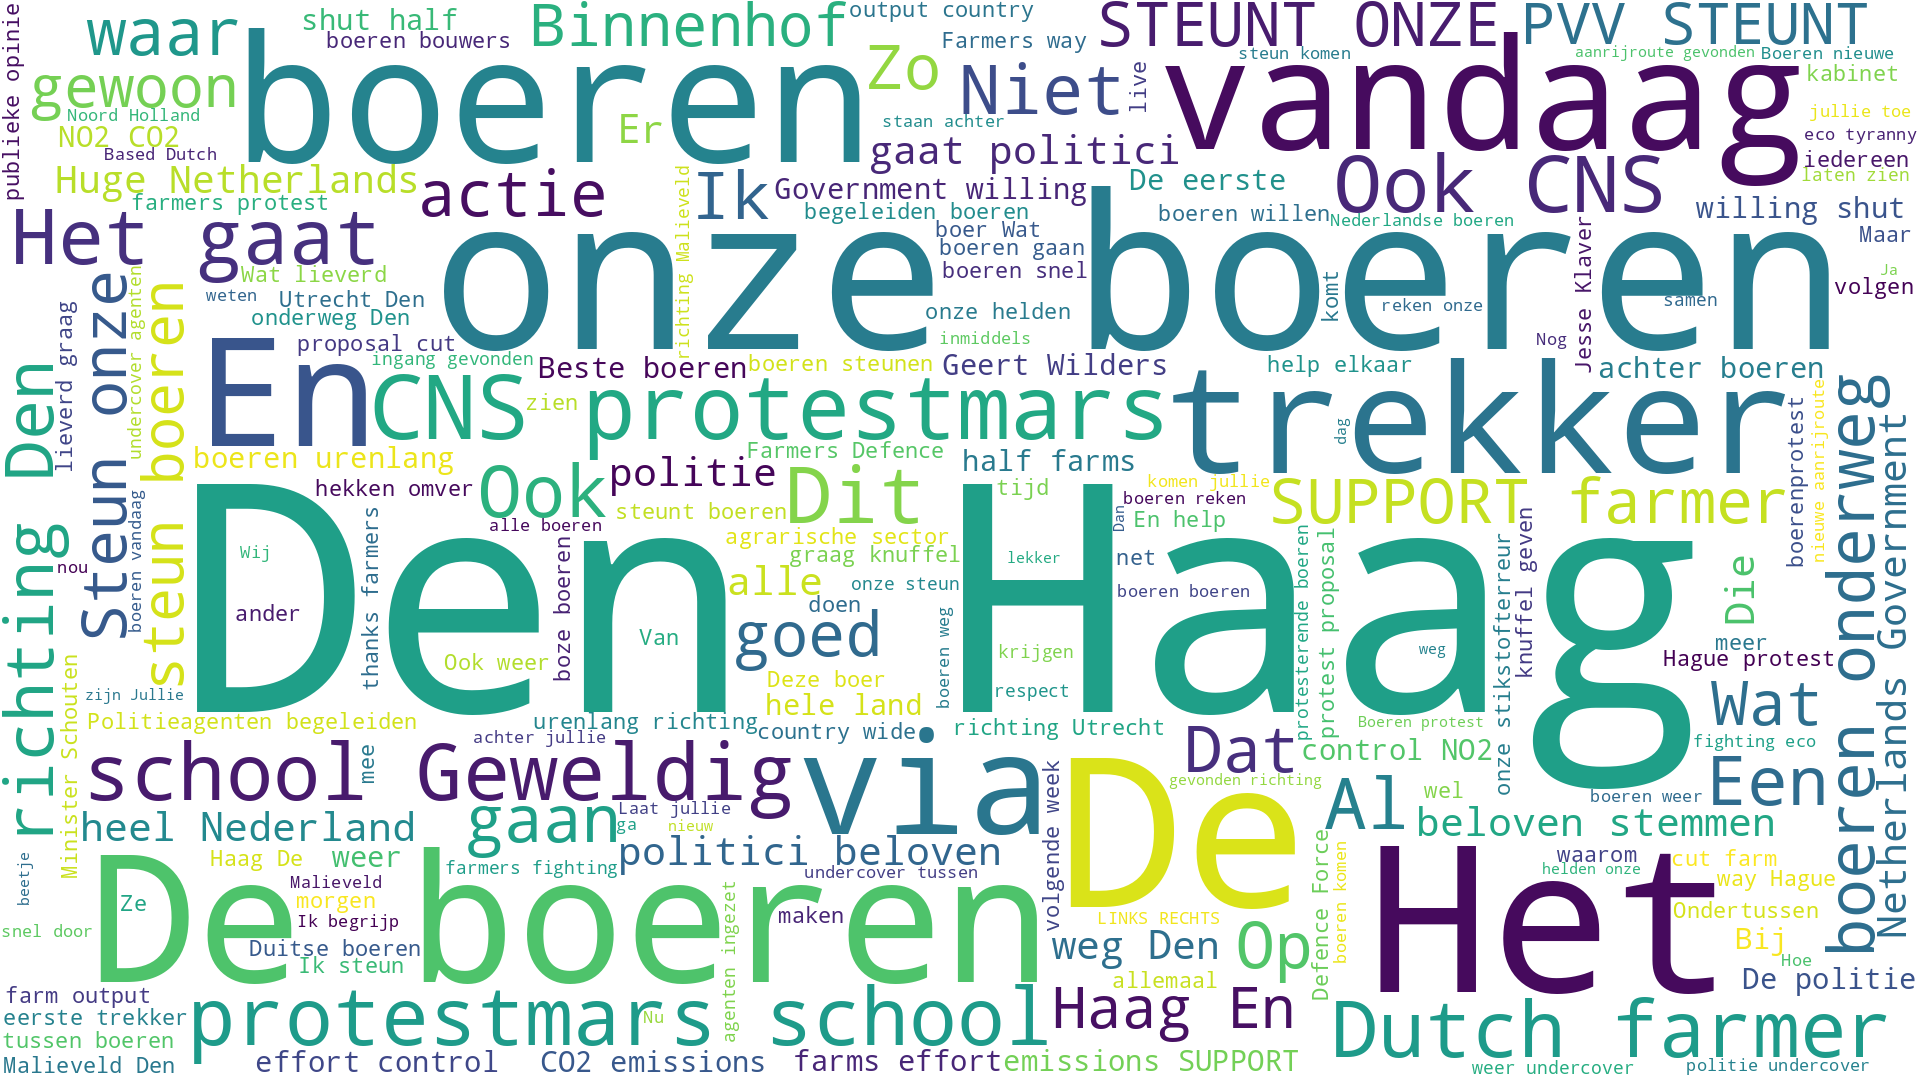 publieke opinie
waar
shut half
boeren bouwers
Binnenhof
output country
Farmers way
STEUNT ONZE
PVV STEUNT
steun komen
aanrijroute gevonden
Boeren nieuwe
gewoon
boeren
Zo
Niet
live
vandaag
kabinet
Noord Holland
jullie toe
NO2 CO2
Er
staan achter
eco tyranny
Based Dutch
gaat politici
iedereen
Huge Netherlands
actie
richting Malieveld
Ik
Government willing
De eerste
Ook CNS
laten zien
farmers protest
begeleiden boeren
boeren willen
Nederlandse boeren
willing shut
Het gaat
onze boeren
boer Wat
boeren gaan
Maar
boeren snel
Wat lieverd
Ja
weten
Utrecht Den
onderweg Den
onze helden
komt
reken onze
Jesse Klaver
samen
volgen
lieverd graag
Steun onze
undercover agenten
steun boeren
En
proposal cut
ingang gevonden
inmiddels
Nog
Beste boeren
boeren steunen
Geert Wilders
help elkaar
achter boeren
richting Den
CNS
zien
protestmars
trekker
dag
boerenprotest
nieuwe aanrijroute
boeren onderweg
Netherlands Government
boeren urenlang
Farmers Defence
half farms
hekken omver
Ook
politie
Dit
tijd
komen jullie
boeren reken
SUPPORT farmer
boeren vandaag
thanks farmers
alle boeren
steunt boeren
Dan
En help
Den Haag
Wij
boze boeren
agrarische sector
graag knuffel
lekker
net
protesterende boeren
protest proposal
onze stikstofterreur
knuffel geven
Die
nou
alle
onze steun
boeren boeren
ander
doen
boeren weg
Van
goed
krijgen
weg
meer
Ook weer
Hague protest
zijn Jullie
Deze boer
respect
Wat
Minister Schouten
Politieagenten begeleiden
urenlang richting
hele land
country wide
richting Utrecht
Boeren protest
achter jullie
mee
school Geweldig
via
volgende week
De
Dat
control NO2
fighting eco
gevonden richting
Een
heel Nederland
gaan
Laat jullie
ga
nieuw
Al
wel
boeren weer
beloven stemmen
beetje
Haag De
weer
farmers fighting
politici beloven
undercover tussen
Defence Force
boeren komen
Het
waarom
helden onze
cut farm
way Hague
De boeren
Ze
Malieveld
morgen
Ik begrijp
agenten ingezet
maken
LINKS RECHTS
Ondertussen
snel door
Duitse boeren
Ik steun
weg Den
Op
Bij
Hoe
allemaal
De politie
farm output
eerste trekker
protestmars school
Nu
Haag En
Dutch farmer
tussen boeren
Malieveld Den
effort control
CO2 emissions
farms effort
emissions SUPPORT
weer undercover
politie undercover